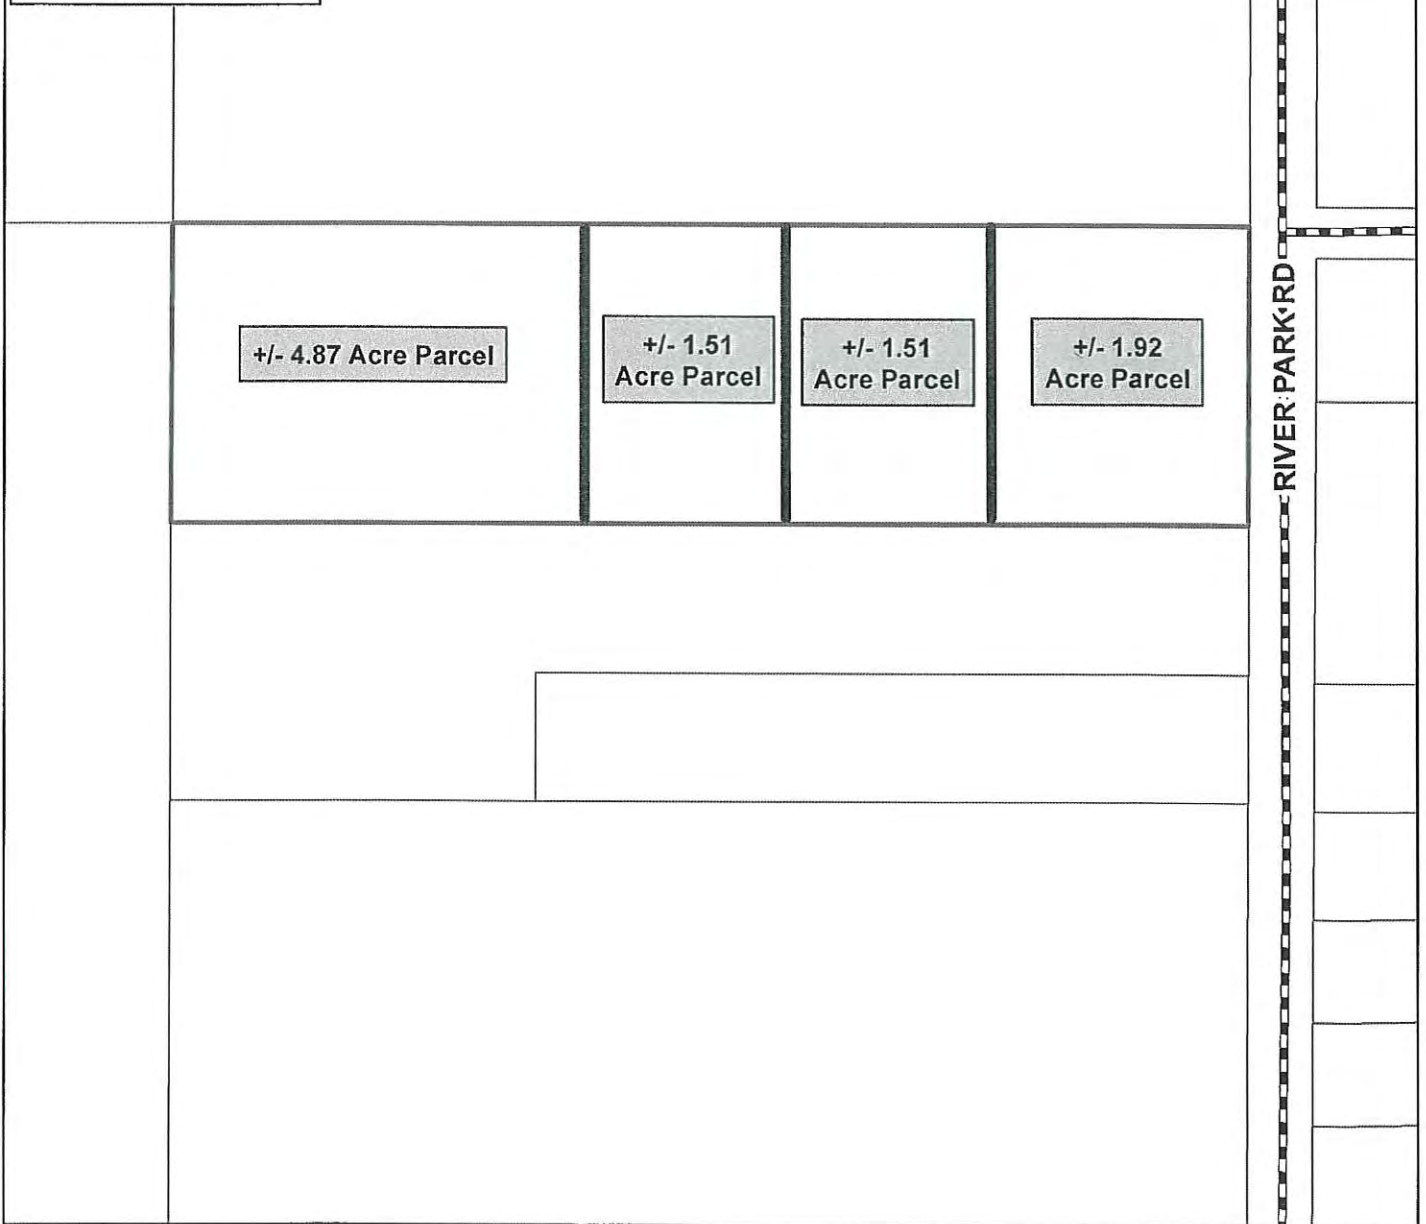 +/- 4.87 Acre Parcel
+/- 1.51
Acre Parcel
+/- 1.51
Acre Parcel
+/- 1.92
Acre Parcel
RIVER PARK RD